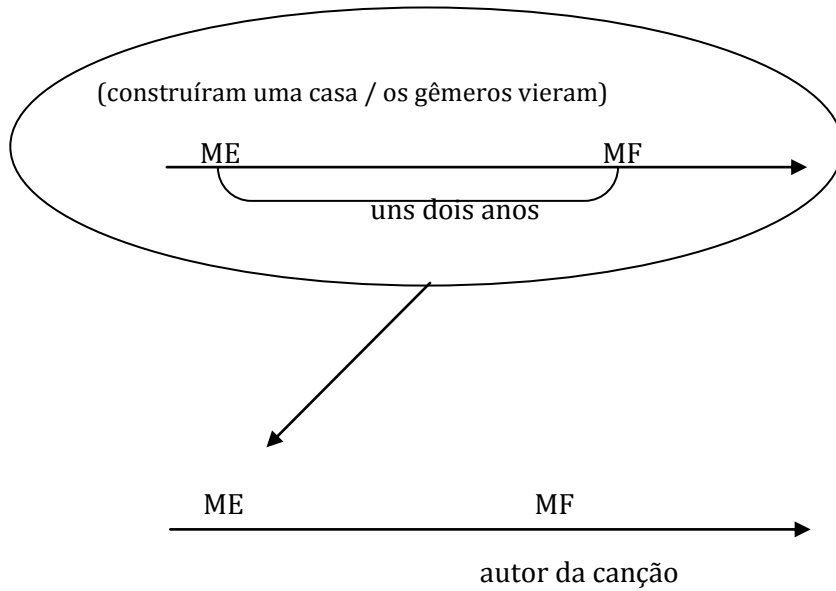 (construíram uma casa / os gêmeros vieram)
ME MF
uns dois anos
ME MF
autor da canção